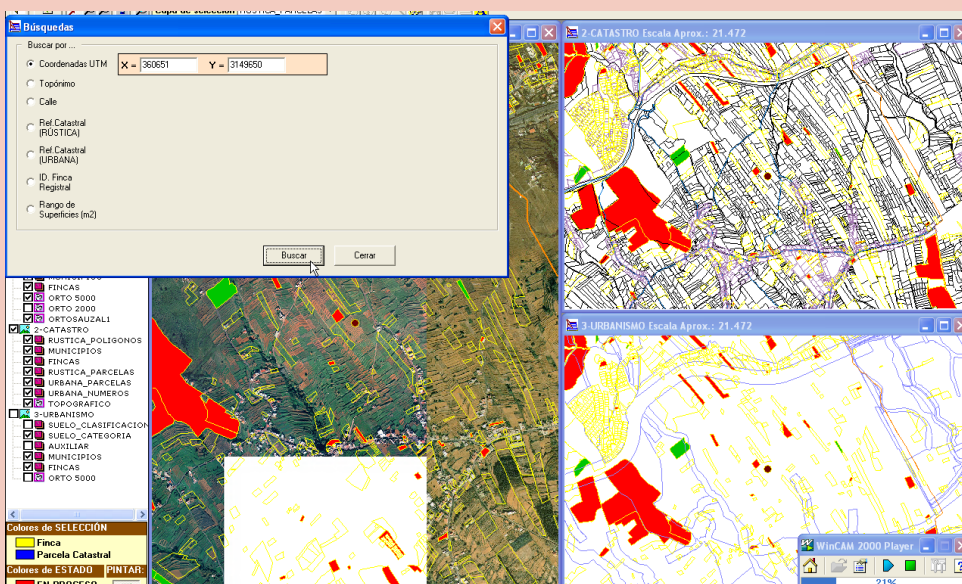 Capa de selección RÚSTICA_PARCELAS
Búsquedas
Buscar por ...
Coordenadas UTM X = 360651 Y = 3149650
Topónimo
Calle
Ref.Catastral
(RÚSTICA)
Ref.Catastral
(URBANA)
ID. Finca
Registral
Rango de
Superficies (m2)
Buscar Cerrar
2-CATASTRO Escala Aprox.: 21.472
FINCAS
ORTO 5000
ORTO 2000
ORTOSAUZAL1
2-CATASTRO
RUSTICA_POLIGONOS
MUNICIPIOS
FINCAS
RUSTICA_PARCELAS
URBANA_PARCELAS
URBANA_NUMEROS
TOPOGRAFICO
3-URBANISMO
SUELO_CLASIFICACION
SUELO_CATEGORIA
AUXILIAR
MUNICIPIOS
FINCAS
ORTO 5000
Colores de SELECCIÓN
Finca
Parcela Catastral
Colores de ESTADO PINTAR:
EN PROCESO
3-URBANISMO Escala Aprox.: 21.472
WinCAM 2000 Player
21%